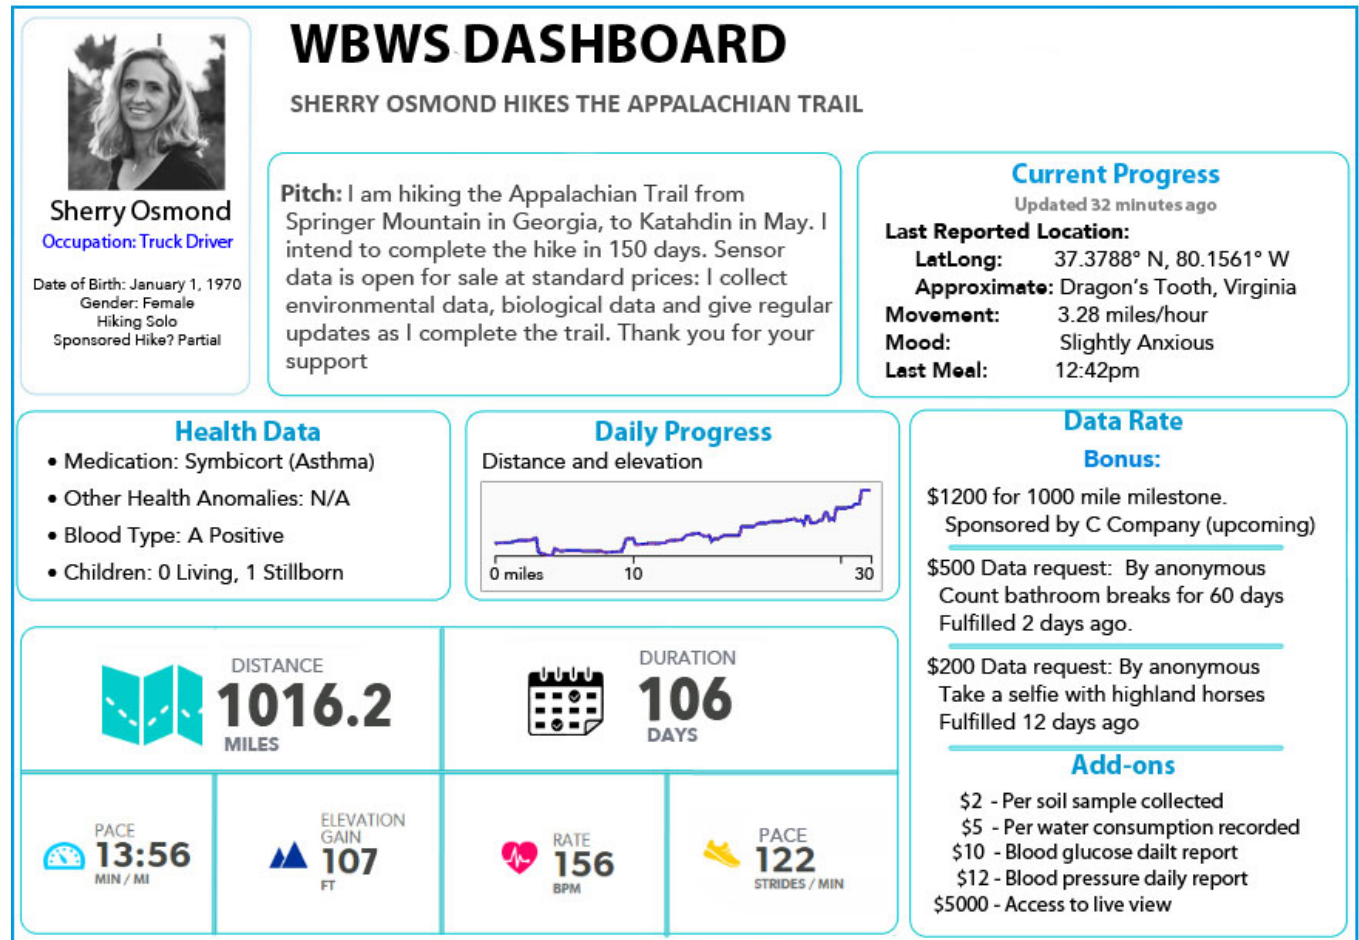 WBWS DASHBOARD
SHERRY OSMOND HIKES THE APPALACHIAN TRAIL
Sherry Osmond
Occupation: Truck Driver
Date of Birth: January 1, 1970
Gender: Female
Hiking Solo
Sponsored Hike? Partial
Pitch: I am hiking the Appalachian Trail from
Springer Mountain in Georgia, to Katahdin in May. I
intend to complete the hike in 150 days. Sensor
data is open for sale at standard prices: I collect
environmental data, biological data and give regular
updates as I complete the trail. Thank you for your
support
Current Progress
Updated 32 minutes ago
Last Reported Location:
LatLong: 37.3788° N, 80.1561° W
Approximate: Dragon's Tooth, Virginia
Movement: 3.28 miles/hour
Mood: Slightly Anxious
Last Meal: 12:42pm
Health Data
• Medication: Symbicort (Asthma)
• Other Health Anomalies: N/A
• Blood Type: A Positive
• Children: 0 Living, 1 Stillborn
Daily Progress
Distance and elevation
0 miles 10 30
Data Rate
Bonus:
$1200 for 1000 mile milestone.
Sponsored by C Company (upcoming)
$500 Data request: By anonymous
Count bathroom breaks for 60 days
Fulfilled 2 days ago.
$200 Data request: By anonymous
Take a selfie with highland horses
Fulfilled 12 days ago
Add-ons
$2 - Per soil sample collected
$5 - Per water consumption recorded
$10 - Blood glucose dailt report
$12 - Blood pressure daily report
$5000 - Access to live view
DISTANCE
1016.2
MILES
DURATION
106
DAYS
PACE
13:56
MIN / MI
ELEVATION
GAIN
107
FT
RATE
156
BPM
PACE
122
STRIDES / MIN